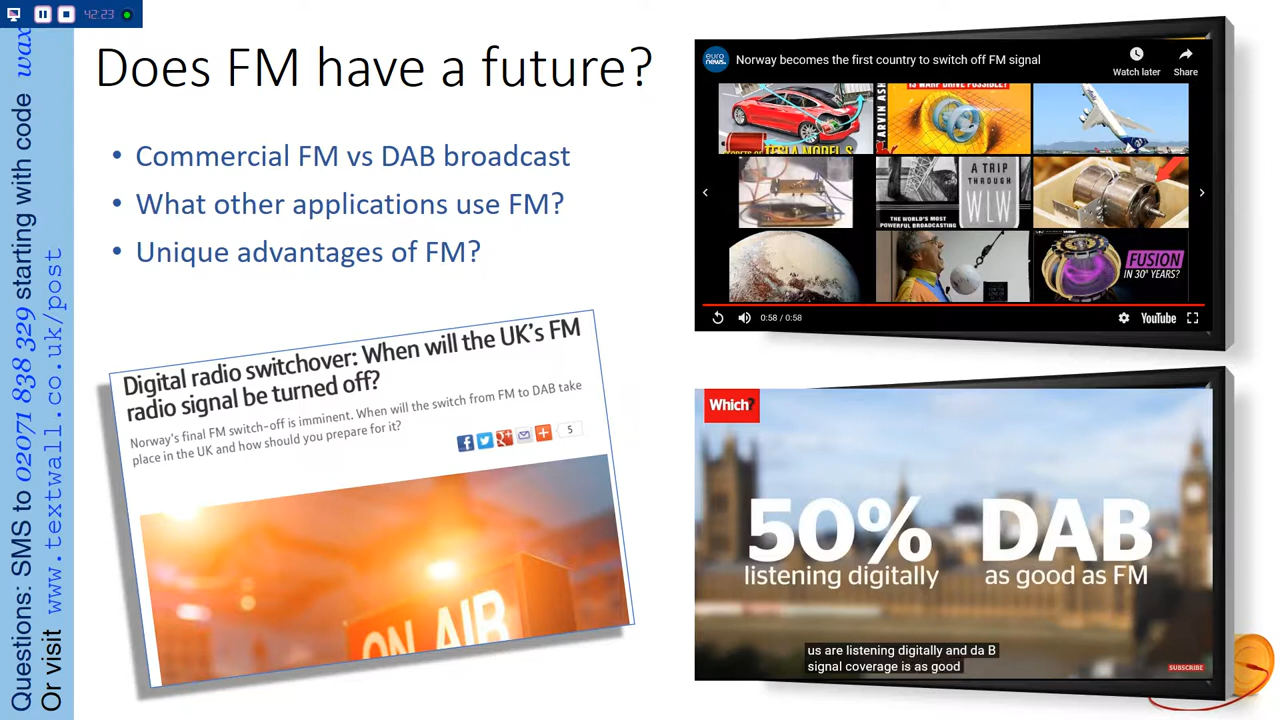 42:23
Questions: SMS to 02071 838 329 starting with code wax
Or visit www.textwall.co.uk/post
Does FM have a future?
• Commercial FM vs DAB broadcast
• What other applications use FM?
• Unique advantages of FM?
Digital radio switchover: When will the UK's FM
radio signal be turned off?
Norway's final FM switch-off is imminent. When will the switch from FM to DAB take
place in the UK and how should you prepare for it?
5
ON AIR
euro
news.
Norway becomes the first country to switch off FM signal
Watch later
Share
IS WARP DRIVE POSSIBLE?
ARVIN ASH
TESLA MODEL S
A TRIP
THROUGH
WLW
THE WORLD'S MOST
POWERFUL BROADCASTING
FUSION
IN 30 YEARS?
0:58 / 0:58
YouTube
Which?
50% DAB
listening digitally as good as FM
us are listening digitally and da B
signal coverage is as good
SUBSCRIBE